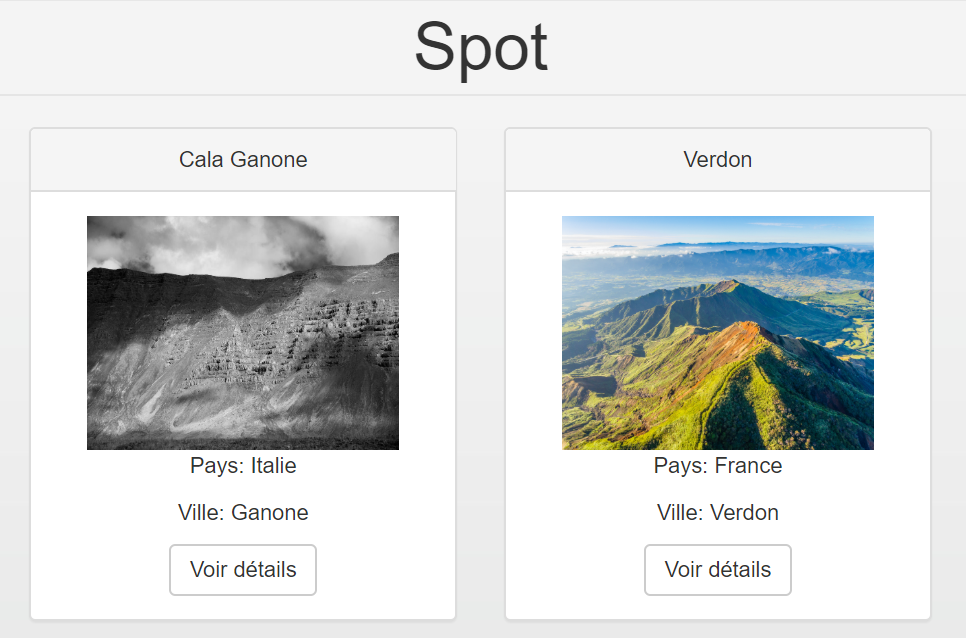 Spot
Cala Ganone
Pays: Italie
Ville: Ganone
Voir détails
Verdon
Pays: France
Ville: Verdon
Voir détails